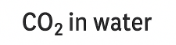 CO₂ in water